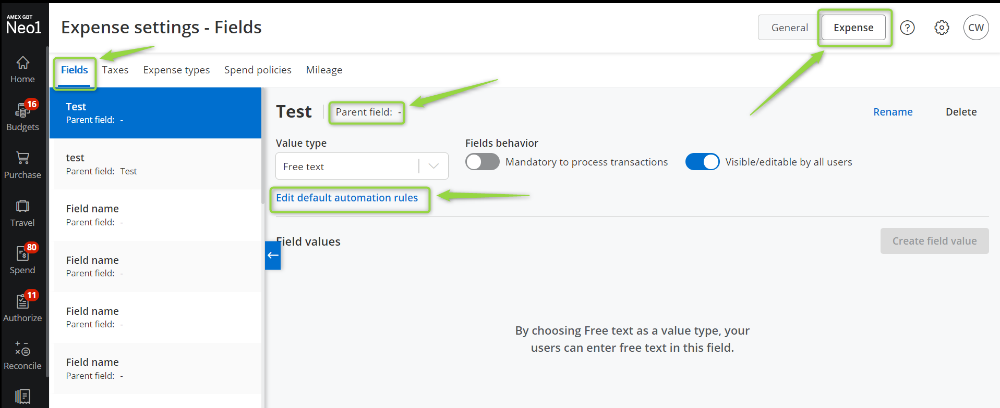 AMEX GBT
Neo1
Expense settings - Fields
General
Expense
?
CW
Home
16
Budgets
Purchase
Travel
80
Spend
11
Authorize
Reconcile
Fields
Taxes
Expense types
Spend policies
Mileage
Test
Parent field: -
test
Parent field: Test
Field name
Parent field: -
Field name
Parent field: -
Field name
Parent field: -
Field name
Parent field: -
Test
Parent field: -
Rename
Delete
Value type
Free text
Fields behavior
Mandatory to process transactions
Visible/editable by all users
Edit default automation rules
Field values
Create field value
By choosing Free text as a value type, your
users can enter free text in this field.